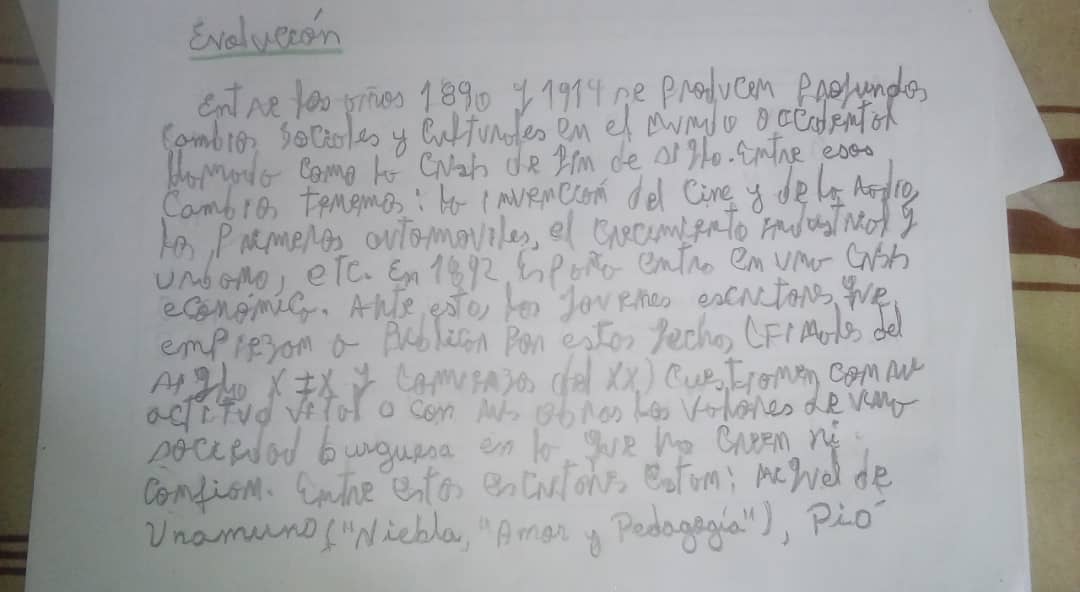 Evolución
Entre los años 1890 y 1914 se producen profundos
cambios sociales y culturales en el mundo occidental
llamado como la crisis de fin de siglo. Entre esos
cambios tenemos: la invención del cine y de la radio,
los primeros automoviles, el crecimiento industrial y
urbano, etc. En 1892 España entra en una crisis
económica. Ante esto, los jovenes escritores que
empiezan a publicar por estos fechos (Finales del
siglo XIX y comienzos del XX) cuestionen con su
actitud vital o con sus obras los valores de una
sociedad burguesa en la que no creen ni
confian. Entre estos escritores estan: Miguel de
Unamuno ("Niebla, "Amor y Pedagogía"), Pío